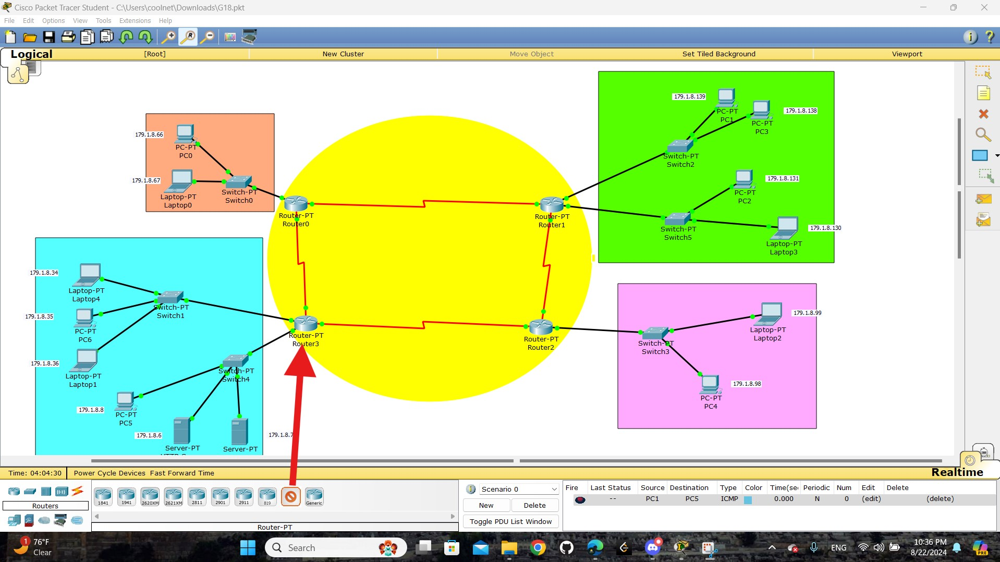 Cisco Packet Tracer Student - C:\Users\coolnet\Downloads\G18.pkt
File Edit Options View Tools Extensions Help
Logical [Root] New Cluster Move Object Set Tiled Background Viewport
179.1.8.66
PC-PT
PC0
179.1.8.67
Laptop-PT
Laptop0
Switch-PT
Switch0
Router-PT
Router0
Router-PT
Router1
179.1.8.139
PC-PT
PC1
179.1.8.138
PC-PT
PC3
Switch-PT
Switch2
179.1.8.131
PC-PT
PC2
Switch-PT
Switch5
179.1.8.130
Laptop-PT
Laptop3
179.1.8.34
Laptop-PT
Laptop4
Switch-PT
Switch1
179.1.8.35
PC-PT
PC6
179.1.8.36
Laptop-PT
Laptop1
Router-PT
Router3
Router-PT
Router2
Switch-PT
Switch4
179.1.8.8
PC-PT
PC5
179.1.8.6
Server-PT
179.1.8.7
Server-PT
179.1.8.99
Laptop-PT
Laptop2
Switch-PT
Switch3
179.1.8.98
PC-PT
PC4
Time: 04:04:30 Power Cycle Devices Fast Forward Time
Realtime
Routers
1841 1941 2620XM 2621XM 2811 2901 2911 819 Generic
Router-PT
Scenario 0
New Delete
Toggle PDU List Window
Fire Last Status Source Destination Type Color Time(sec Periodic Num Edit Delete
-- PC1 PC5 ICMP 0.000 N 0 (edit) (delete)
1
76°F
Clear
Search
ENG
10:36 PM
8/22/2024
PRE